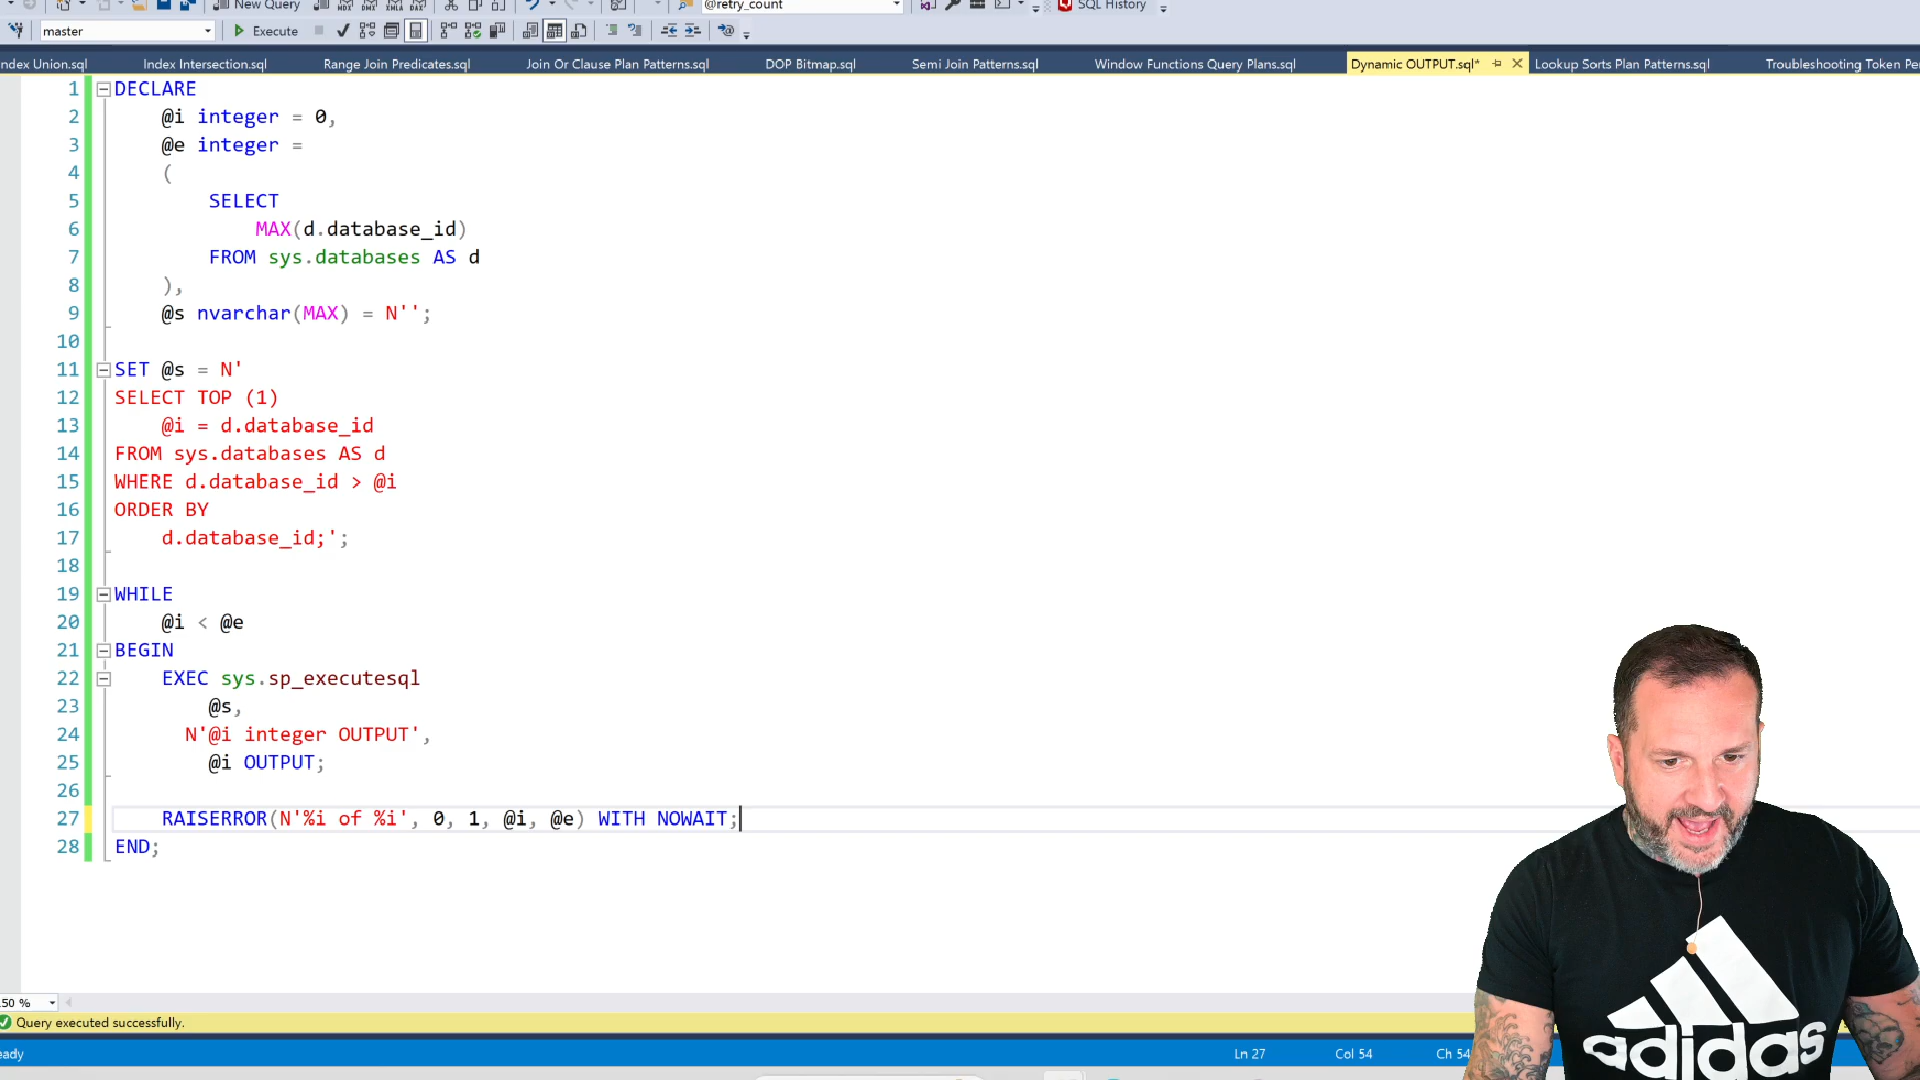 New Query
@retry_count
SQL History
master
Execute
ndex Union.sql
Index Intersection.sql
Range Join Predicates.sql
Join Or Clause Plan Patterns.sql
DOP Bitmap.sql
Semi Join Patterns.sql
Window Functions Query Plans.sql
Dynamic OUTPUT.sql*
Lookup Sorts Plan Patterns.sql
Troubleshooting Token Pe
1 DECLARE
2 @i integer = 0,
3 @e integer =
4 (
5 SELECT
6 MAX(d.database_id)
7 FROM sys.databases AS d
8 ),
9 @s nvarchar(MAX) = N'';
10
11 SET @s = N'
12 SELECT TOP (1)
13 @i = d.database_id
14 FROM sys.databases AS d
15 WHERE d.database_id > @i
16 ORDER BY
17 d.database_id;';
18
19 WHILE
20 @i < @e
21 BEGIN
22 EXEC sys.sp_executesql
23 @s,
24 N'@i integer OUTPUT',
25 @i OUTPUT;
26
27 RAISERROR(N'%i of %i', 0, 1, @i, @e) WITH NOWAIT;
28 END;
50 %
Query executed successfully.
eady
Ln 27
Col 54
Ch 54
adidas